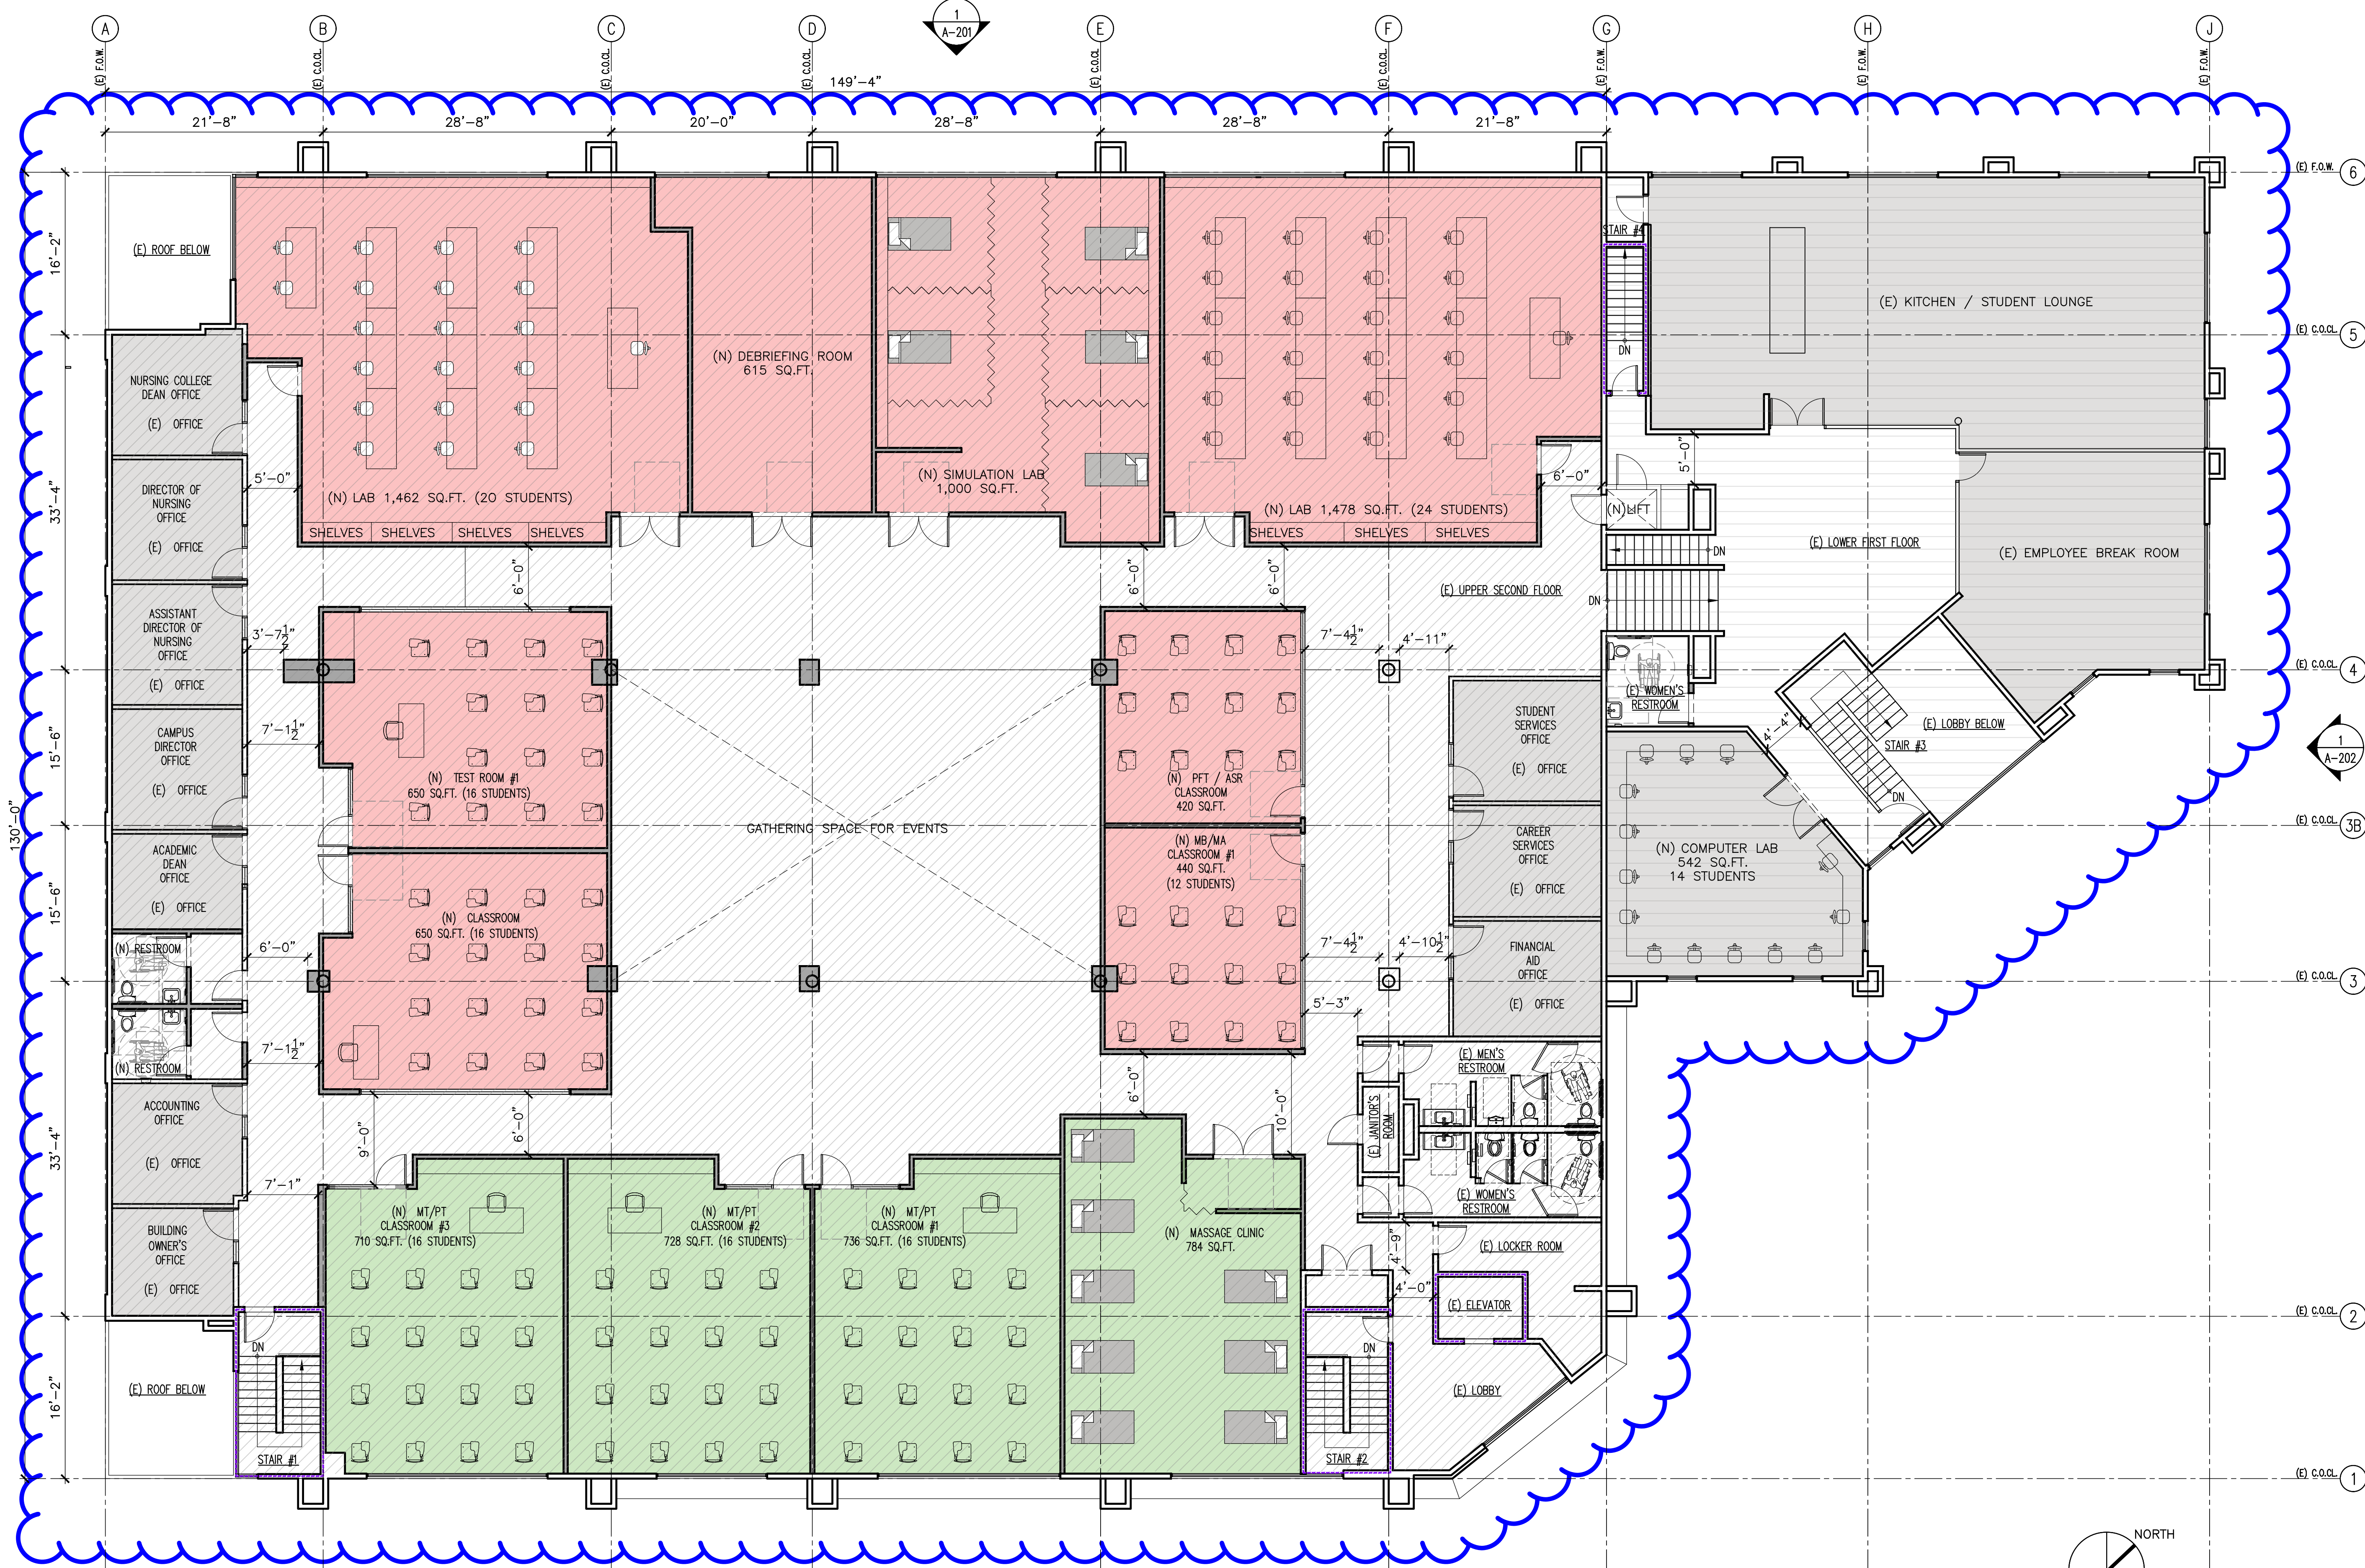 A
B
C
D
E
F
G
H
J
1
A-201
(E) F.O.W.
(E) C.O.CL.
(E) C.O.CL.
(E) C.O.CL.
(E) C.O.CL.
(E) C.O.CL.
(E) F.O.W.
(E) F.O.W.
(E) F.O.W.
149'-4"
21'-8"
28'-8"
20'-0"
28'-8"
28'-8"
21'-8"
(E) F.O.W.
6
16'-2"
(E) ROOF BELOW
STAIR #4
(E) KITCHEN / STUDENT LOUNGE
(E) C.O.CL.
5
DN
(N) DEBRIEFING ROOM
615 SQ.FT.
NURSING COLLEGE
DEAN OFFICE
(E) OFFICE
5'-0"
33'-4"
DIRECTOR OF
NURSING
OFFICE
(E) OFFICE
5'-0"
(N) LAB 1,462 SQ.FT. (20 STUDENTS)
SHELVES
SHELVES
SHELVES
SHELVES
(N) SIMULATION LAB
1,000 SQ.FT.
(N) LAB 1,478 SQ.FT. (24 STUDENTS)
SHELVES
SHELVES
SHELVES
6'-0"
(N)LIFT
DN
(E) LOWER FIRST FLOOR
(E) EMPLOYEE BREAK ROOM
6'-0"
6'-0"
6'-0"
(E) UPPER SECOND FLOOR
DN
ASSISTANT
DIRECTOR OF
NURSING
OFFICE
(E) OFFICE
3'-7 1/2"
7'-4 1/2"
4'-11"
(E) C.O.CL.
4
(E) WOMEN'S
RESTROOM
15'-6"
CAMPUS
DIRECTOR
OFFICE
(E) OFFICE
7'-1 1/2"
(N) TEST ROOM #1
650 SQ.FT. (16 STUDENTS)
(N) PFT / ASR
CLASSROOM
420 SQ.FT.
STUDENT
SERVICES
OFFICE
(E) OFFICE
4'-4"
(E) LOBBY BELOW
STAIR #3
DN
1
A-202
130'-0"
GATHERING SPACE FOR EVENTS
(E) C.O.CL.
3B
15'-6"
ACADEMIC
DEAN
OFFICE
(E) OFFICE
(N) MB/MA
CLASSROOM #1
440 SQ.FT.
(12 STUDENTS)
CAREER
SERVICES
OFFICE
(E) OFFICE
(N) COMPUTER LAB
542 SQ.FT.
14 STUDENTS
(N) CLASSROOM
650 SQ.FT. (16 STUDENTS)
(N) RESTROOM
6'-0"
7'-4 1/2"
4'-10 1/2"
FINANCIAL
AID
OFFICE
(E) OFFICE
(E) C.O.CL.
3
5'-3"
(N) RESTROOM
7'-1 1/2"
33'-4"
ACCOUNTING
OFFICE
(E) OFFICE
9'-0"
6'-0"
6'-0"
10'-0"
(E) MEN'S
RESTROOM
(E) JANITOR'S
ROOM
(E) WOMEN'S
RESTROOM
7'-1"
BUILDING
OWNER'S
OFFICE
(E) OFFICE
(N) MT/PT
CLASSROOM #3
710 SQ.FT. (16 STUDENTS)
(N) MT/PT
CLASSROOM #2
728 SQ.FT. (16 STUDENTS)
(N) MT/PT
CLASSROOM #1
736 SQ.FT. (16 STUDENTS)
(N) MASSAGE CLINIC
784 SQ.FT.
4'-9"
(E) LOCKER ROOM
4'-0"
(E) ELEVATOR
(E) C.O.CL.
2
DN
DN
16'-2"
(E) ROOF BELOW
(E) LOBBY
STAIR #1
STAIR #2
(E) C.O.CL.
1
NORTH